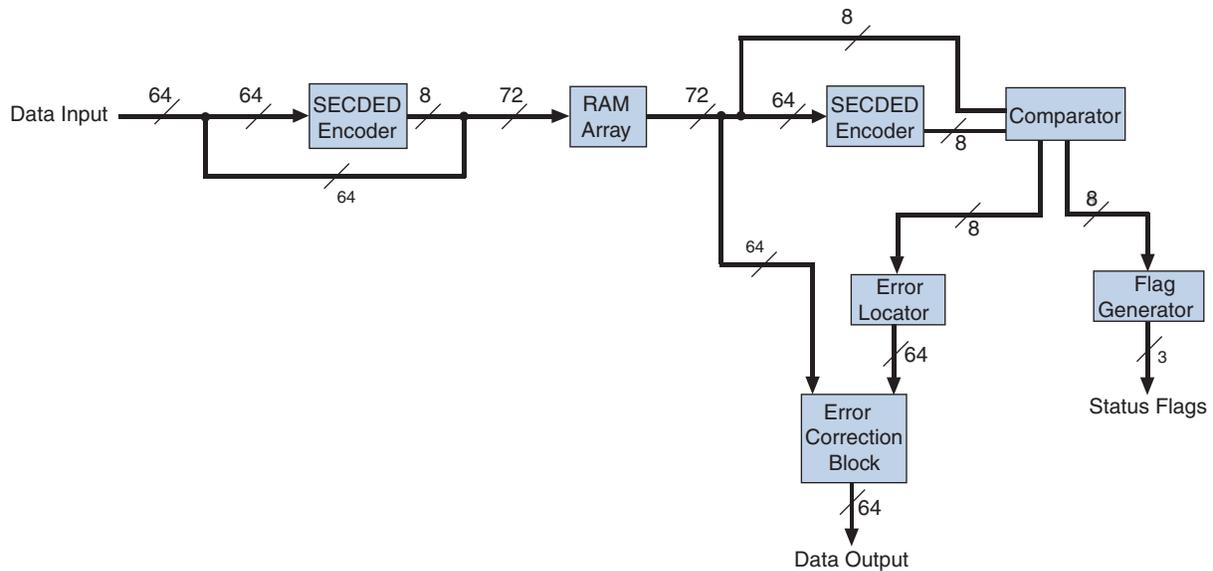 8
64
64
SECDED
Encoder
8
72
RAM
Array
72
64
SECDED
Encoder
Comparator
Data Input
8
64
8
8
64
Error
Locator
Flag
Generator
64
3
Status Flags
Error
Correction
Block
64
Data Output